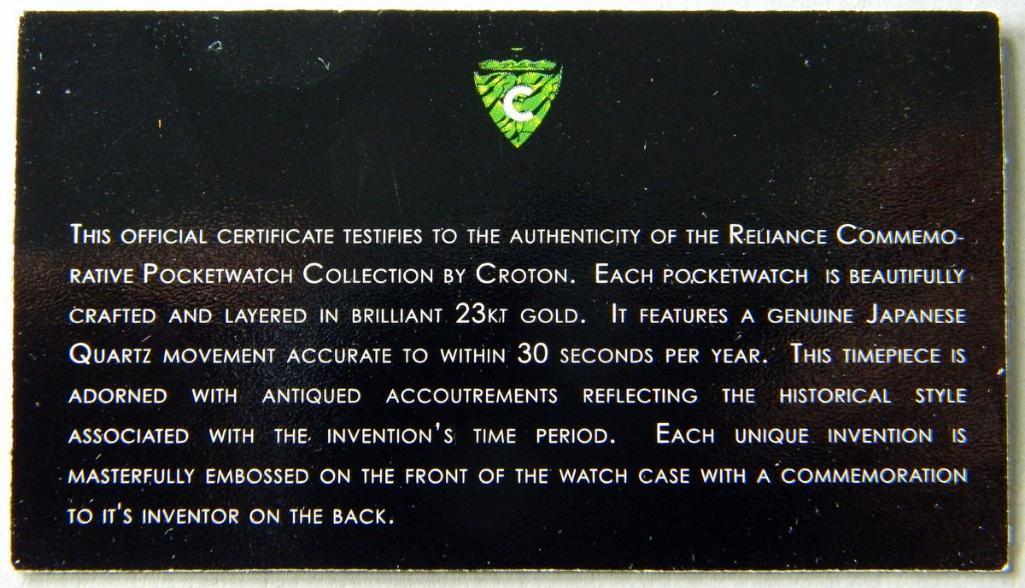 C
This official certificate testifies to the authenticity of the Reliance Commemo-
rative Pocketwatch Collection by Croton. Each pocketwatch is beautifully
crafted and layered in brilliant 23kt gold. It features a genuine Japanese
Quartz movement accurate to within 30 seconds per year. This timepiece is
adorned with antiqued accoutrements reflecting the historical style
associated with the invention's time period. Each unique invention is
masterfully embossed on the front of the watch case with a commemoration
to it's inventor on the back.